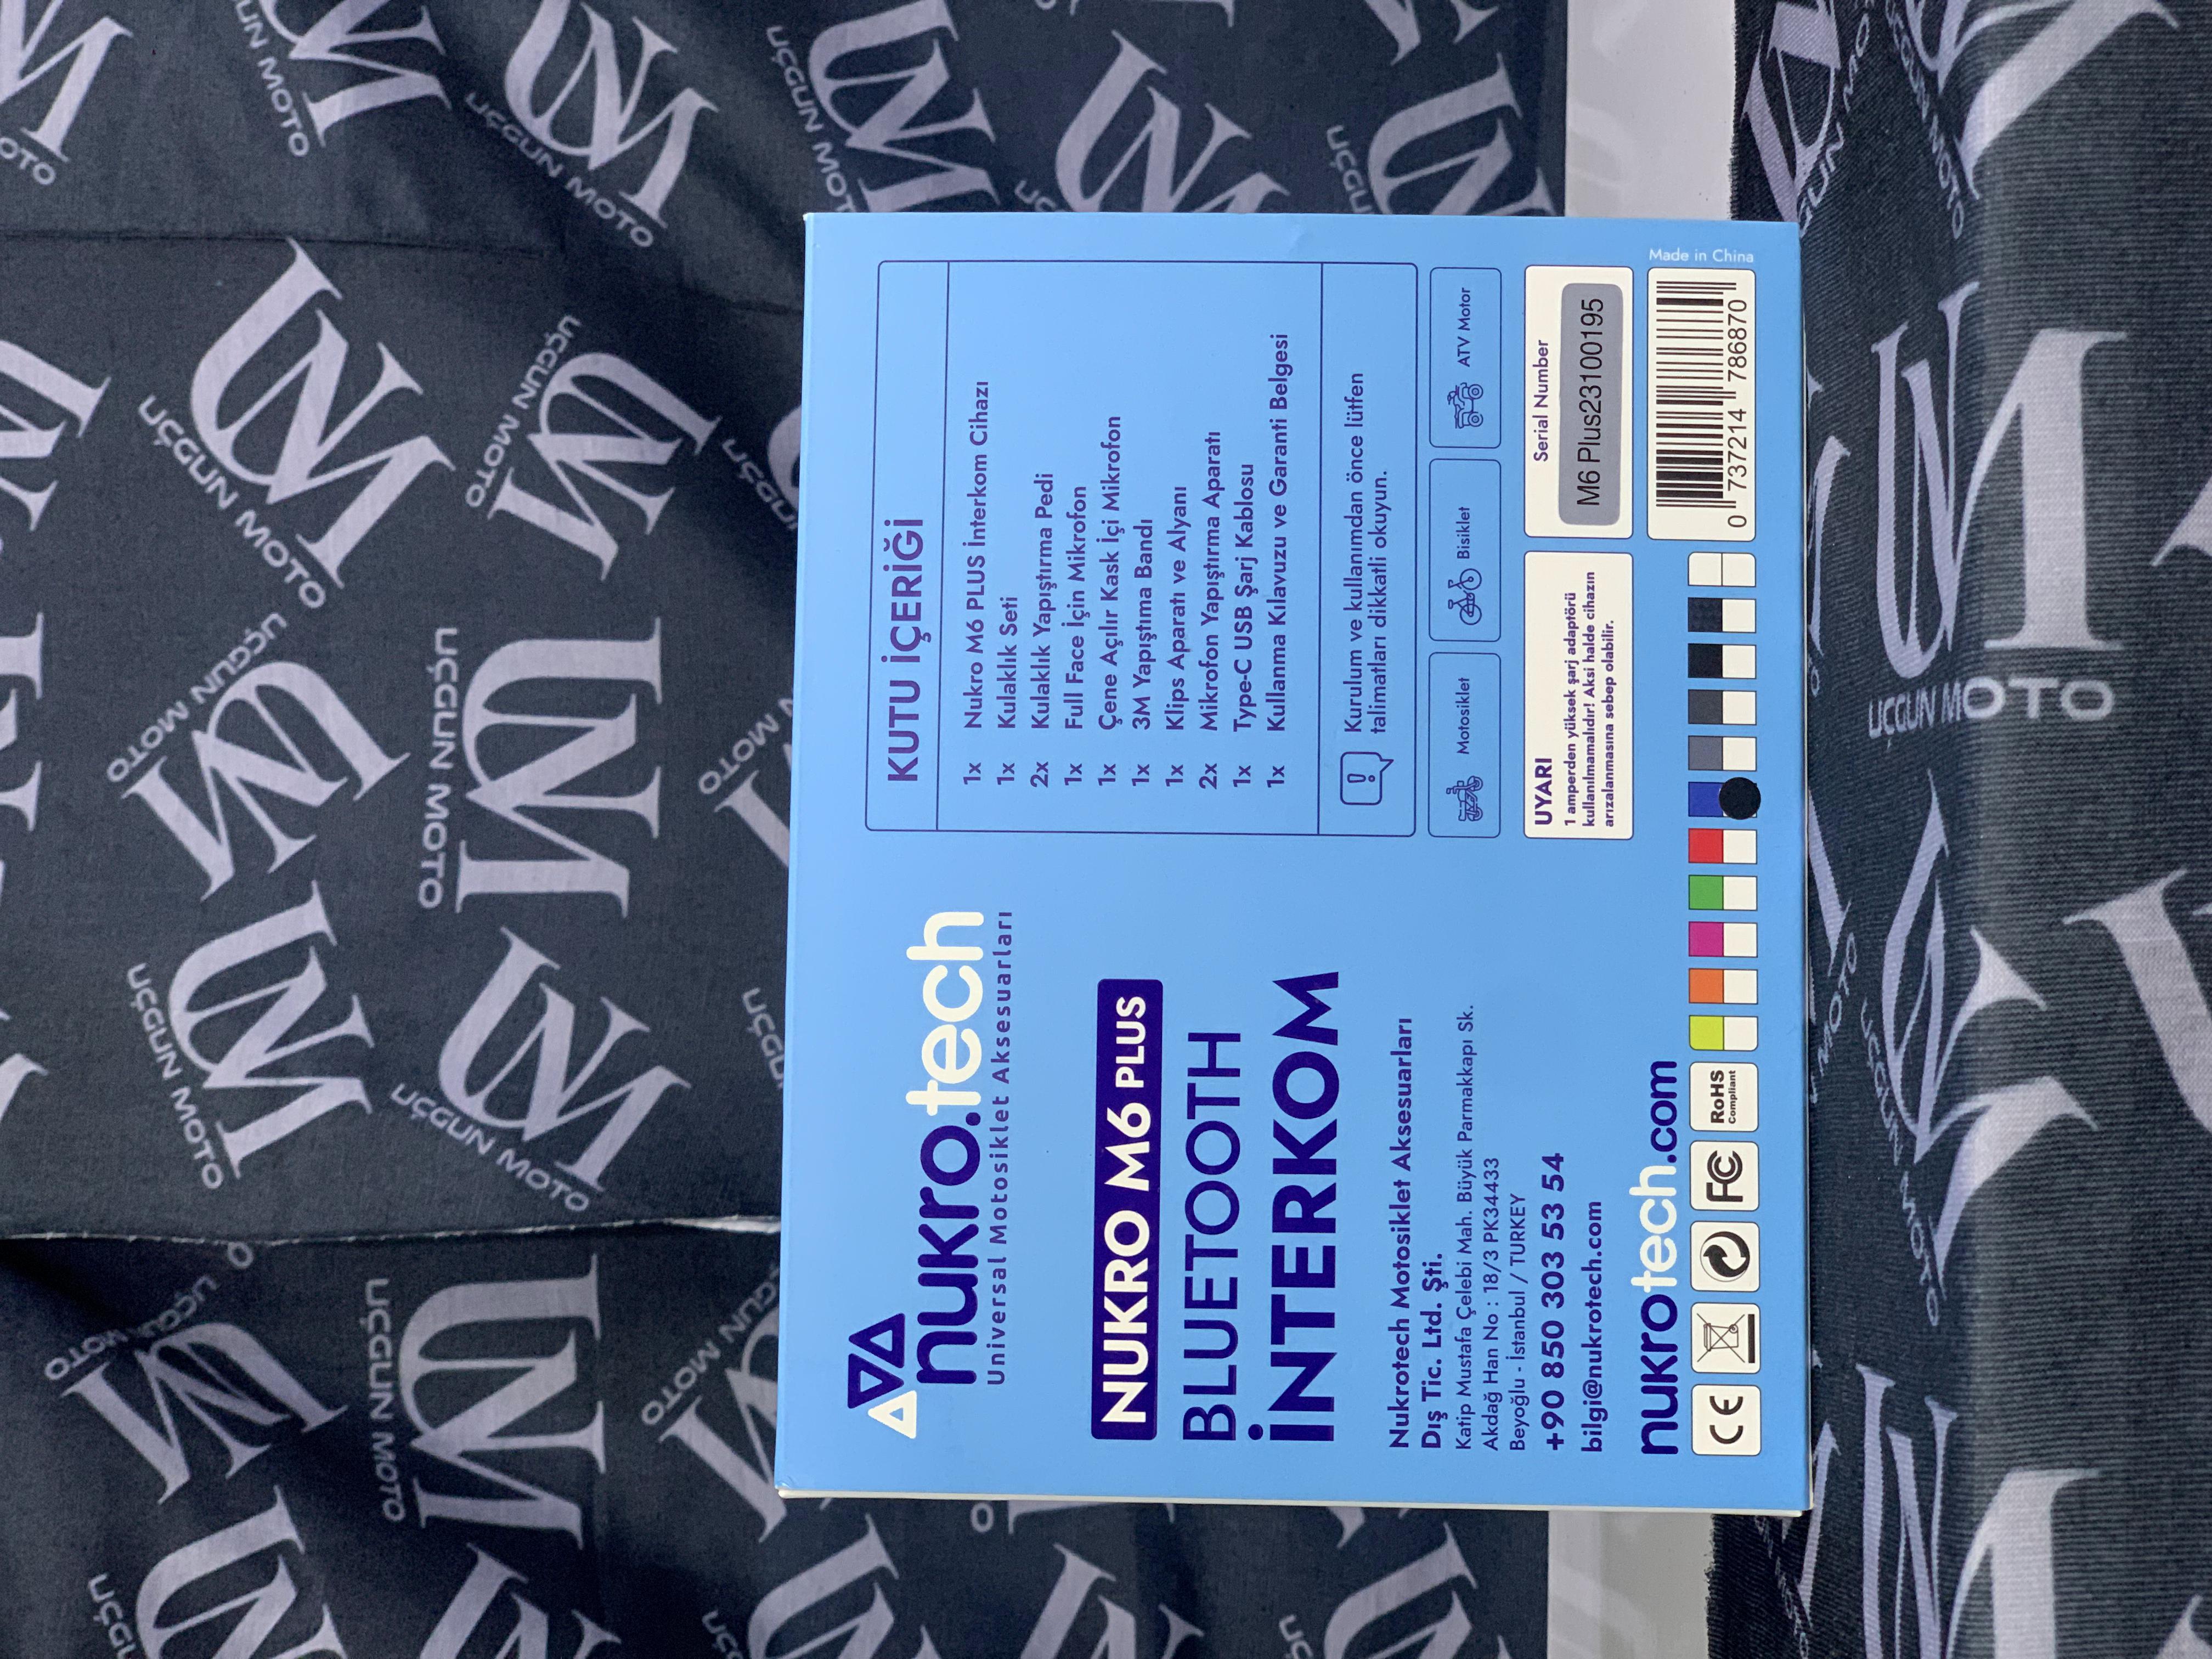 nukro.tech
Universal Motosiklet Aksesuarları
NUKRO M6 PLUS
BLUETOOTH
İNTERKOM
Nukrotech Motosiklet Aksesuarları
Dış Tic. Ltd. Şti.
Katip Mustafa Çelebi Mah. Büyük Parmakkapı Sk.
Akdağ Han No : 18/3 PK34433
Beyoğlu - İstanbul / TURKEY
+90 850 303 53 54
bilgi@nukrotech.com
nukrotech.com
CE
FC
RoHS
Compliant
KUTU İÇERİĞİ
1x Nukro M6 PLUS İnterkom Cihazı
1x Kulaklık Seti
2x Kulaklık Yapıştırma Pedi
1x Full Face İçin Mikrofon
1x Çene Açılır Kask İçi Mikrofon
1x 3M Yapıştıma Bandı
1x Klips Aparatı ve Alyanı
2x Mikrofon Yapıştırma Aparatı
1x Type-C USB Şarj Kablosu
1x Kullanma Kılavuzu ve Garanti Belgesi
! Kurulum ve kullanımdan önce lütfen
talimatları dikkatli okuyun.
Motosiklet
Bisiklet
ATV Motor
UYARI
1 amperden yüksek şarj adaptörü
kullanılmamalıdır! Aksi halde cihazın
arızalanmasına sebep olabilir.
Serial Number
M6 Plus23100195
0 737214 786870
Made in China
UM
UÇGUN MOTO